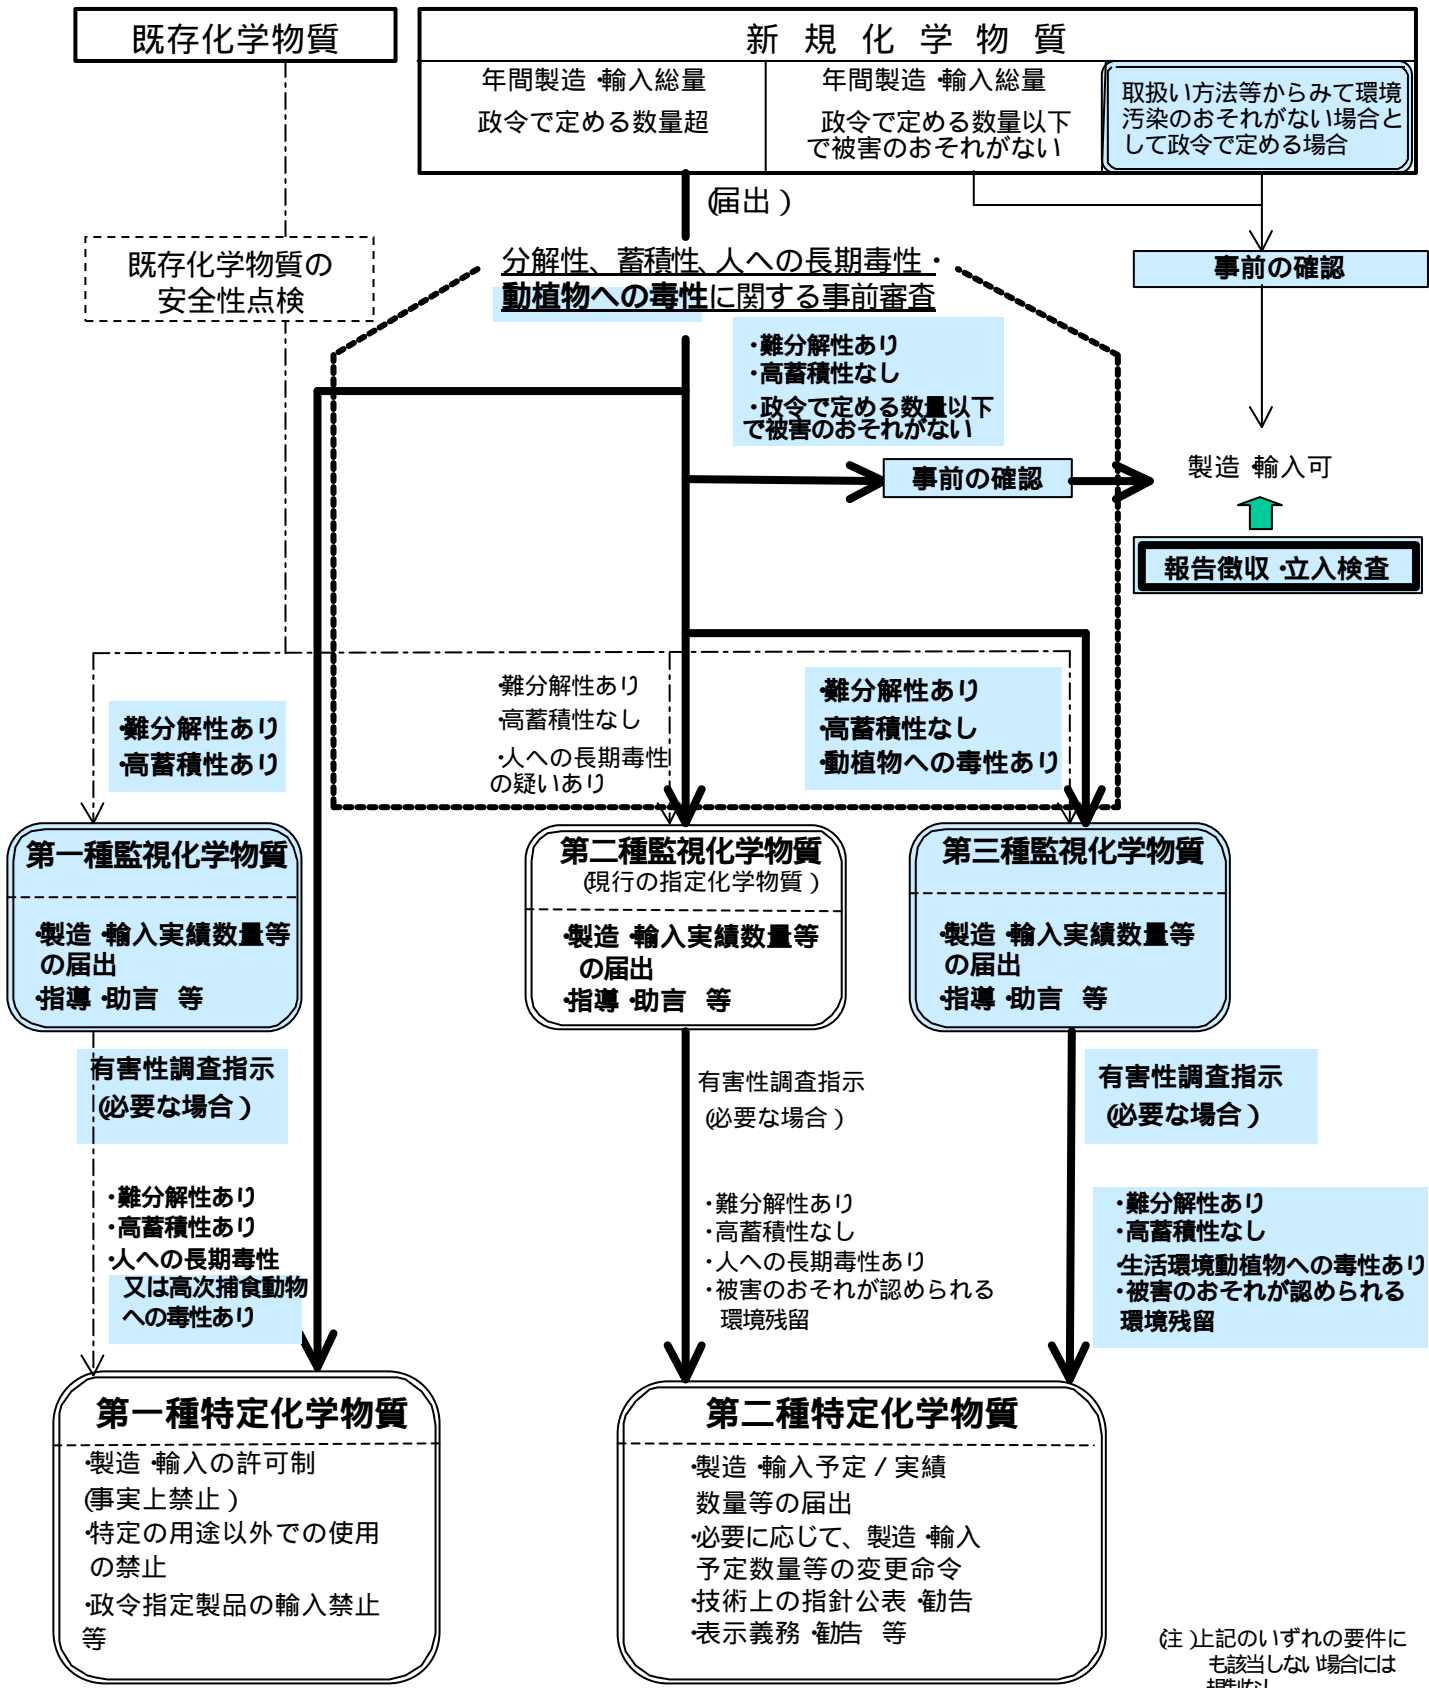 既存化学物質
新規化学物質
年間製造・輸入総量
政令で定める数量超
年間製造・輸入総量
政令で定める数量以下
で被害のおそれがない
取扱い方法等からみて環境
汚染のおそれがない場合と
して政令で定める場合
(届出)
既存化学物質の
安全性点検
分解性、蓄積性、人への長期毒性・
動植物への毒性に関する事前審査
事前の確認
・難分解性あり
・高蓄積性なし
・政令で定める数量以下
で被害のおそれがない
事前の確認
製造・輸入可
報告徴収・立入検査
・難分解性あり
・高蓄積性あり
・難分解性あり
・高蓄積性なし
・人への長期毒性
の疑いあり
・難分解性あり
・高蓄積性なし
・動植物への毒性あり
第一種監視化学物質
・製造・輸入実績数量等
の届出
・指導・助言 等
第二種監視化学物質
(現行の指定化学物質)
・製造・輸入実績数量等
の届出
・指導・助言 等
第三種監視化学物質
・製造・輸入実績数量等
の届出
・指導・助言 等
有害性調査指示
(必要な場合)
有害性調査指示
(必要な場合)
有害性調査指示
(必要な場合)
・難分解性あり
・高蓄積性あり
・人への長期毒性
又は高次捕食動物
への毒性あり
・難分解性あり
・高蓄積性なし
・人への長期毒性あり
・被害のおそれが認められる
環境残留
・難分解性あり
・高蓄積性なし
・生活環境動植物への毒性あり
・被害のおそれが認められる
環境残留
第一種特定化学物質
・製造・輸入の許可制
(事実上禁止)
・特定の用途以外での使用
の禁止
・政令指定製品の輸入禁止
等
第二種特定化学物質
・製造・輸入予定/実績
数量等の届出
・必要に応じて、製造・輸入
予定数量等の変更命令
・技術上の指針公表・勧告
・表示義務・勧告 等
(注)上記のいずれの要件に
も該当しない場合には
規制なし